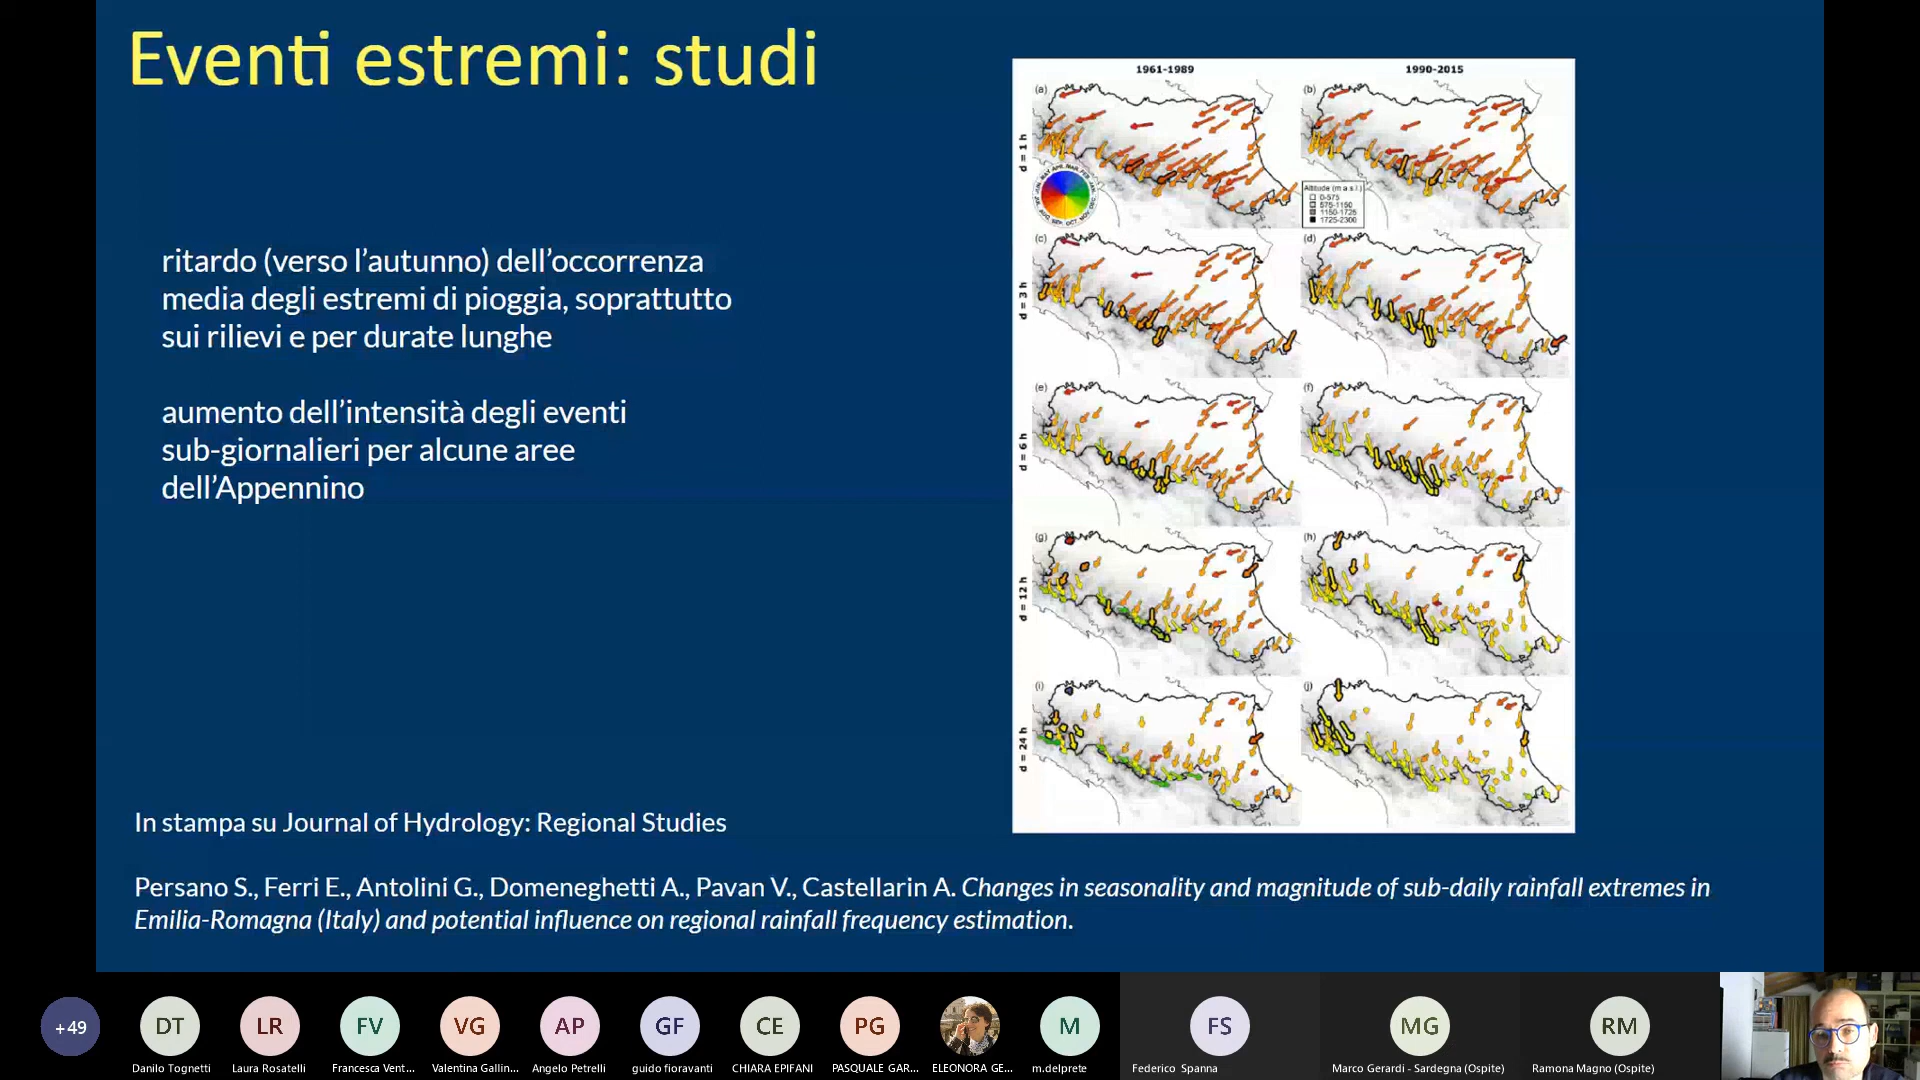 Eventi estremi: studi
ritardo (verso l’autunno) dell’occorrenza
media degli estremi di pioggia, soprattutto
sui rilievi e per durate lunghe
aumento dell’intensità degli eventi
sub-giornalieri per alcune aree
dell’Appennino
1961-1989
1990-2015
(a)
(b)
d = 1 h
Altitude (m a.s.l.)
0-575
575-1150
1150-1725
1725-2300
(c)
(d)
d = 3 h
(e)
(f)
d = 6 h
(g)
(h)
d = 12 h
(i)
(j)
d = 24 h
In stampa su Journal of Hydrology: Regional Studies
Persano S., Ferri E., Antolini G., Domeneghetti A., Pavan V., Castellarin A. Changes in seasonality and magnitude of sub-daily rainfall extremes in
Emilia-Romagna (Italy) and potential influence on regional rainfall frequency estimation.
+49
DT
LR
FV
VG
AP
GF
CE
PG
M
FS
MG
RM
Danilo Tognetti
Laura Rosatelli
Francesca Vent...
Valentina Gallin...
Angelo Petrelli
guido fioravanti
CHIARA EPIFANI
PASQUALE GAR...
ELEONORA GE...
m.delprete
Federico Spanna
Marco Gerardi - Sardegna (Ospite)
Ramona Magno (Ospite)